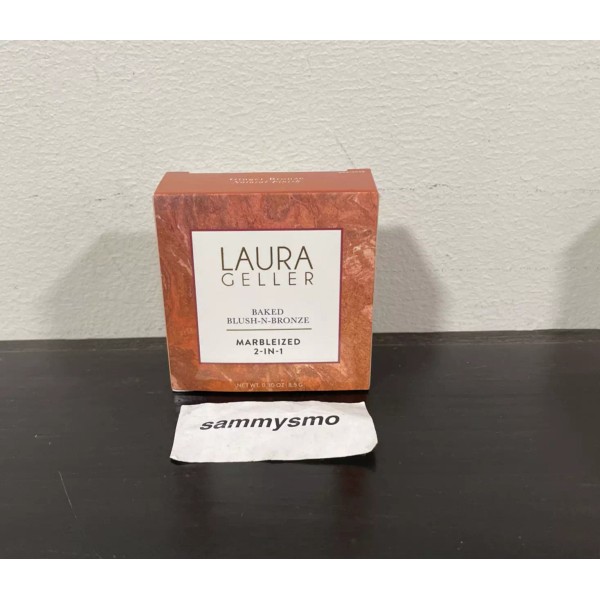 LAURA
GELLER
BAKED
BLUSH-N-BRONZE
MARBLEIZED
2-IN-1
sammysmo